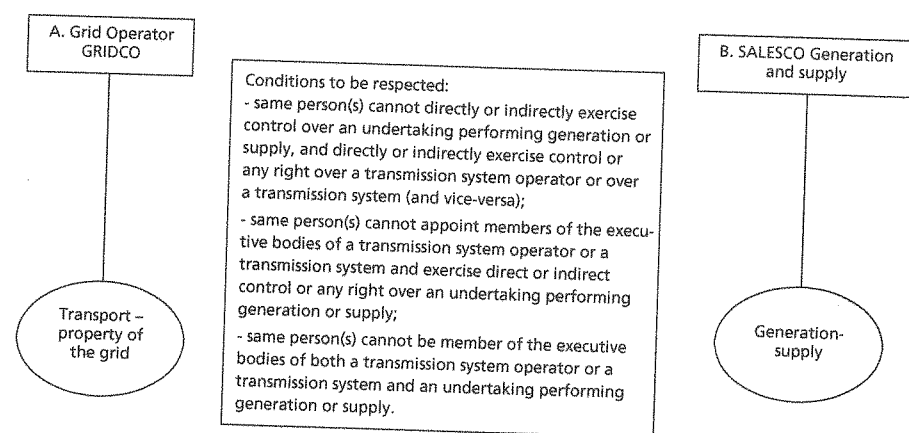 A. Grid Operator
GRIDCO
Conditions to be respected:
- same person(s) cannot directly or indirectly exercise
control over an undertaking performing generation or
supply, and directly or indirectly exercise control or
any right over a transmission system operator or over
a transmission system (and vice-versa);
- same person(s) cannot appoint members of the execu-
tive bodies of a transmission system operator or a
transmission system and exercise direct or indirect
control or any right over an undertaking performing
generation or supply;
- same person(s) cannot be member of the executive
bodies of both a transmission system operator or a
transmission system and an undertaking performing
generation or supply.
B. SALESCO Generation
and supply
Transport –
property of
the grid
Generation-
supply